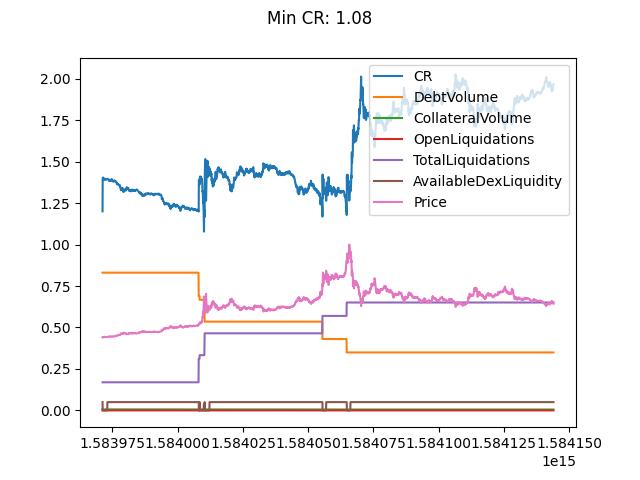 Min CR: 1.08
2.00
1.75
1.50
1.25
1.00
0.75
0.50
0.25
0.00
CR
DebtVolume
CollateralVolume
OpenLiquidations
TotalLiquidations
AvailableDexLiquidity
Price
1.583975 1.584000 1.584025 1.584050 1.584075 1.584100 1.584125 1.584150
1e15